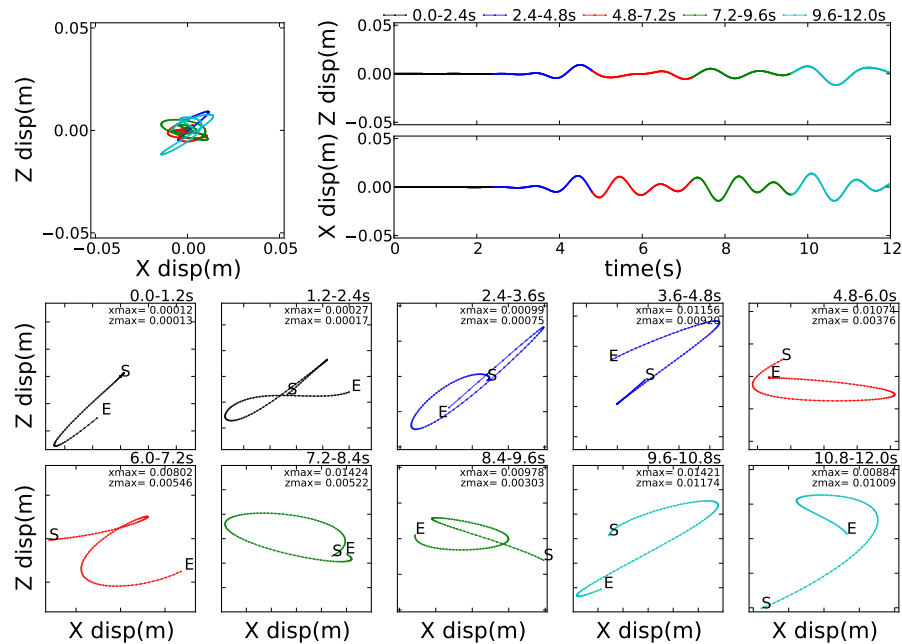 0.0-2.4s 2.4-4.8s 4.8-7.2s 7.2-9.6s 9.6-12.0s
0.05
0.00
−0.05
Z disp(m)
−0.05 0.00 0.05
X disp(m)
0.05
0.00
−0.05
Z disp(m)
0.05
0.00
−0.05
X disp(m)
0 2 4 6 8 10 12
time(s)
0.0-1.2s
xmax= 0.00012
zmax= 0.00013
S
E
Z disp(m)
1.2-2.4s
xmax= 0.00027
zmax= 0.00017
S
E
2.4-3.6s
xmax= 0.00099
zmax= 0.00075
S
E
3.6-4.8s
xmax= 0.01156
zmax= 0.00920
S
E
4.8-6.0s
xmax= 0.01074
zmax= 0.00376
S
E
6.0-7.2s
xmax= 0.00802
zmax= 0.00546
S
E
Z disp(m)
X disp(m)
7.2-8.4s
xmax= 0.01424
zmax= 0.00522
S
E
X disp(m)
8.4-9.6s
xmax= 0.00978
zmax= 0.00303
S
E
X disp(m)
9.6-10.8s
xmax= 0.01421
zmax= 0.01174
S
E
X disp(m)
10.8-12.0s
xmax= 0.00884
zmax= 0.01009
S
E
X disp(m)